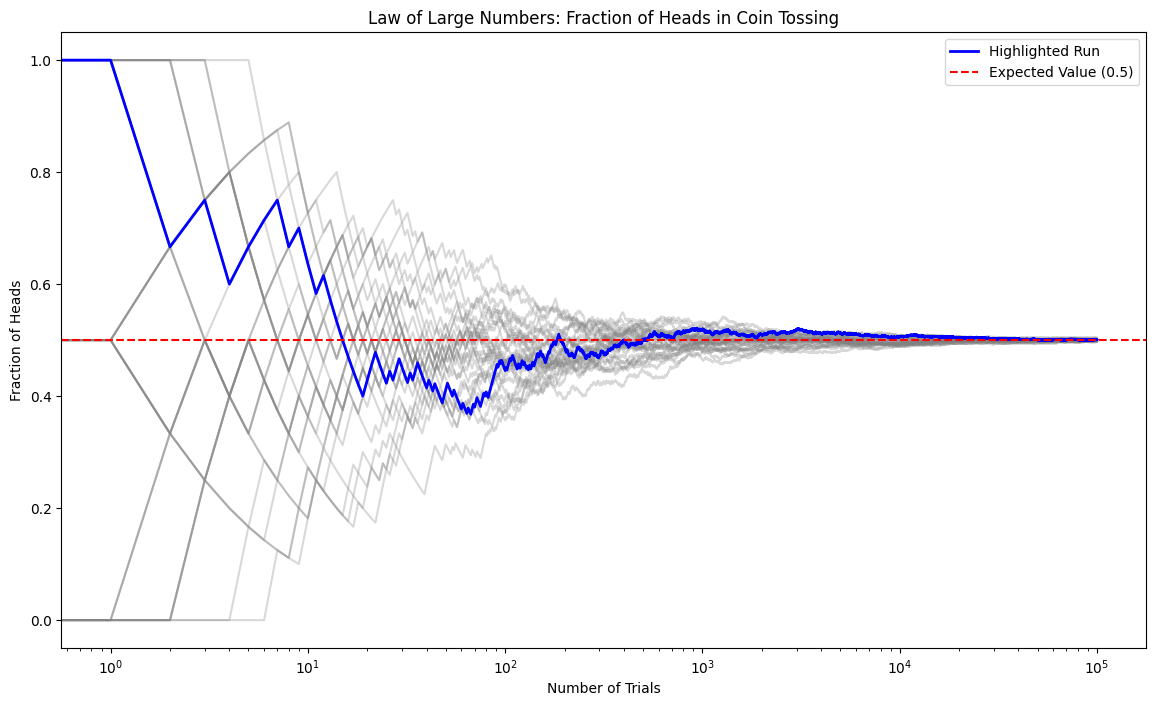 Law of Large Numbers: Fraction of Heads in Coin Tossing
Highlighted Run
Expected Value (0.5)
1.0
0.8
0.6
0.4
0.2
0.0
Fraction of Heads
10⁰
10¹
10²
10³
10⁴
10⁵
Number of Trials